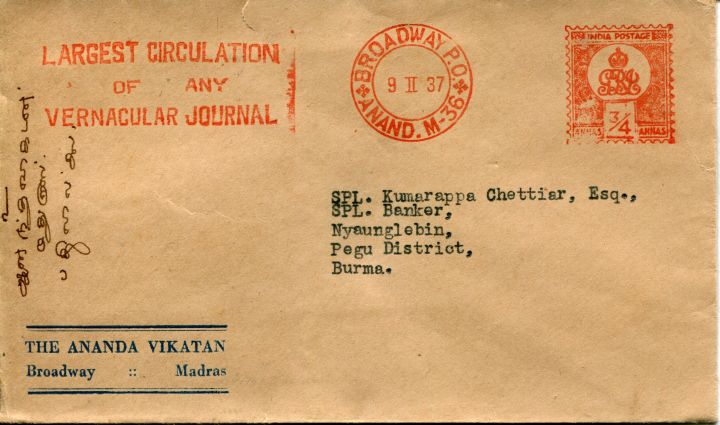 LARGEST CIRCULATION
OF ANY
VERNACULAR JOURNAL
BROADWAY P.O.
9 II 37
ANAND. M-36
INDIA POSTAGE
3/4
ANNAS ANNAS
SPL. Kumarappa Chettiar, Esq.,
SPL. Banker,
Nyaunglebin,
Pegu District,
Burma.
THE ANANDA VIKATAN
Broadway :: Madras